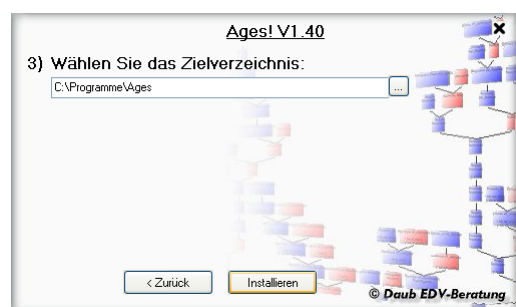 Ages! V1.40
3) Wählen Sie das Zielverzeichnis:
C:\Programme\Ages
...
< Zurück
Installieren
© Daub EDV-Beratung